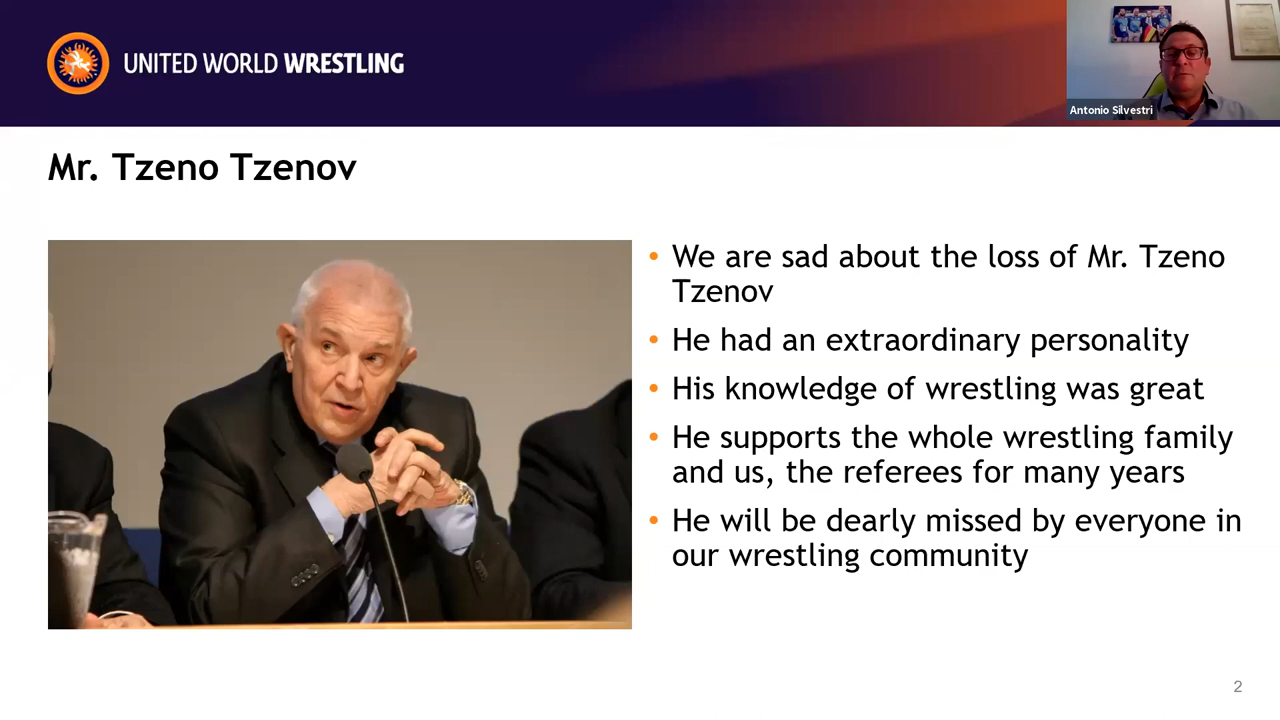 UNITED WORLD WRESTLING
Antonio Silvestri
Mr. Tzeno Tzenov
• We are sad about the loss of Mr. Tzeno
Tzenov
• He had an extraordinary personality
• His knowledge of wrestling was great
• He supports the whole wrestling family
and us, the referees for many years
• He will be dearly missed by everyone in
our wrestling community
2